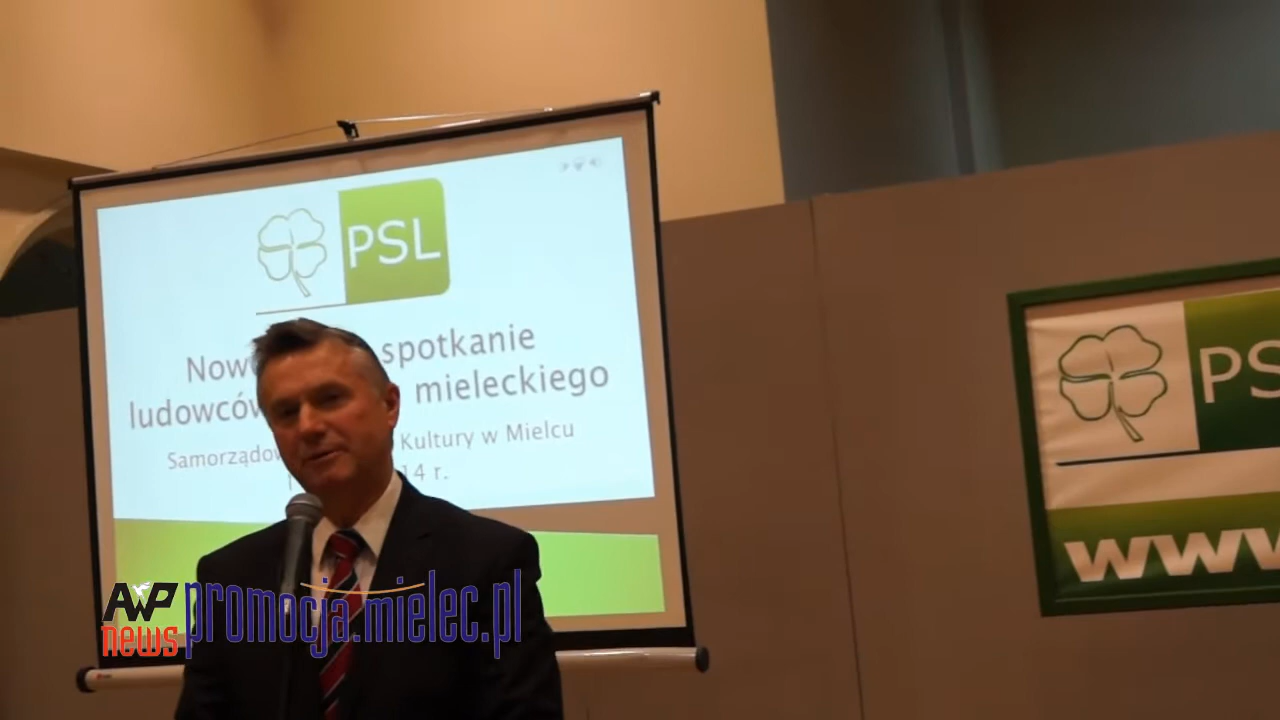 PSL
Now spotkanie
ludowców mieleckiego
Samorządow Kultury w Mielcu
14 r.
PS
www.
AWP
news
promocja.mielec.pl